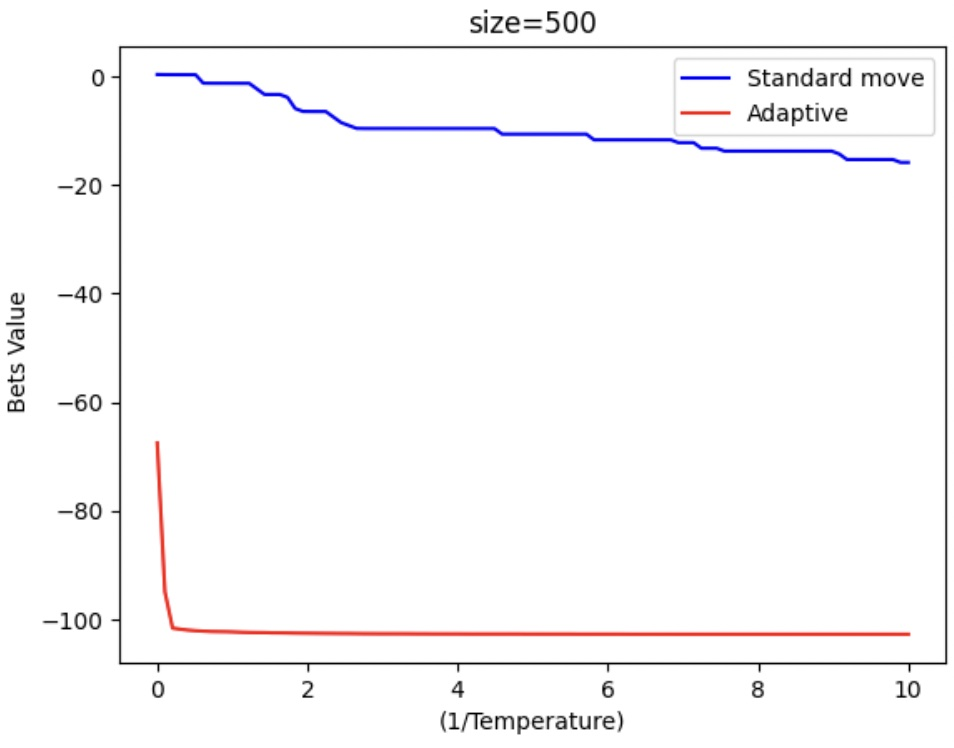 size=500
Standard move
Adaptive
Bets Value
0
−20
−40
−60
−80
−100
0 2 4 6 8 10
(1/Temperature)